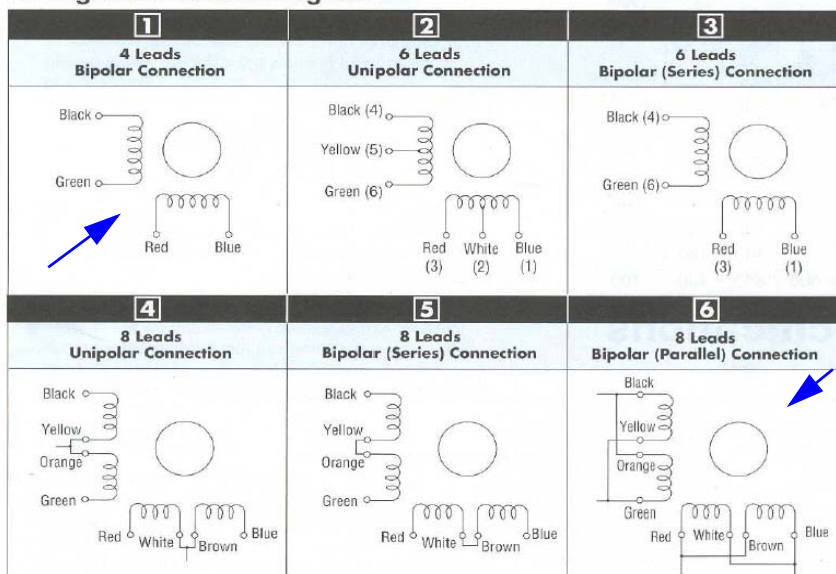 1
4 Leads
Bipolar Connection
Black
Green
Red Blue
2
6 Leads
Unipolar Connection
Black (4)
Yellow (5)
Green (6)
Red White Blue
(3) (2) (1)
3
6 Leads
Bipolar (Series) Connection
Black (4)
Green (6)
Red Blue
(3) (1)
4
8 Leads
Unipolar Connection
Black
Yellow
Orange
Green
Red White Brown Blue
5
8 Leads
Bipolar (Series) Connection
Black
Yellow
Orange
Green
Red White Brown Blue
6
8 Leads
Bipolar (Parallel) Connection
Black
Yellow
Orange
Green
Red White Brown Blue